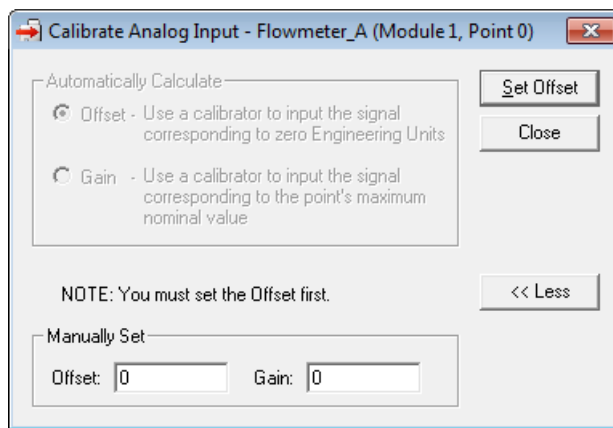 Calibrate Analog Input - Flowmeter_A (Module 1, Point 0)
Automatically Calculate
Offset - Use a calibrator to input the signal
corresponding to zero Engineering Units
Gain - Use a calibrator to input the signal
corresponding to the point's maximum
nominal value
Set Offset
Close
NOTE: You must set the Offset first.
<< Less
Manually Set
Offset: 0 Gain: 0